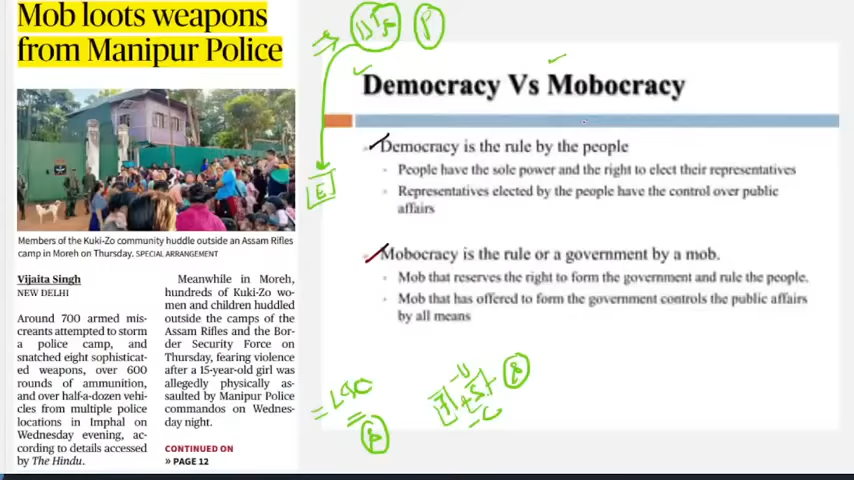 Mob loots weapons
from Manipur Police
Members of the Kuki-Zo community huddle outside an Assam Rifles
camp in Moreh on Thursday. SPECIAL ARRANGEMENT
Vijaita Singh
NEW DELHI
Around 700 armed mis-
creants attempted to storm
a police camp, and
snatched eight sophisticat-
ed weapons, over 600
rounds of ammunition,
and over half-a-dozen vehi-
cles from multiple police
locations in Imphal on
Wednesday evening, ac-
cording to details accessed
by The Hindu.
Meanwhile in Moreh,
hundreds of Kuki-Zo wo-
men and children huddled
outside the camps of the
Assam Rifles and the Bor-
der Security Force on
Thursday, fearing violence
after a 15-year-old girl was
allegedly physically as-
saulted by Manipur Police
commandos on Wednes-
day night.
CONTINUED ON
» PAGE 12
P
E
Democracy Vs Mobocracy
Democracy is the rule by the people
People have the sole power and the right to elect their representatives
Representatives elected by the people have the control over public
affairs
Mobocracy is the rule or a government by a mob.
Mob that reserves the right to form the government and rule the people.
Mob that has offered to form the government controls the public affairs
by all means